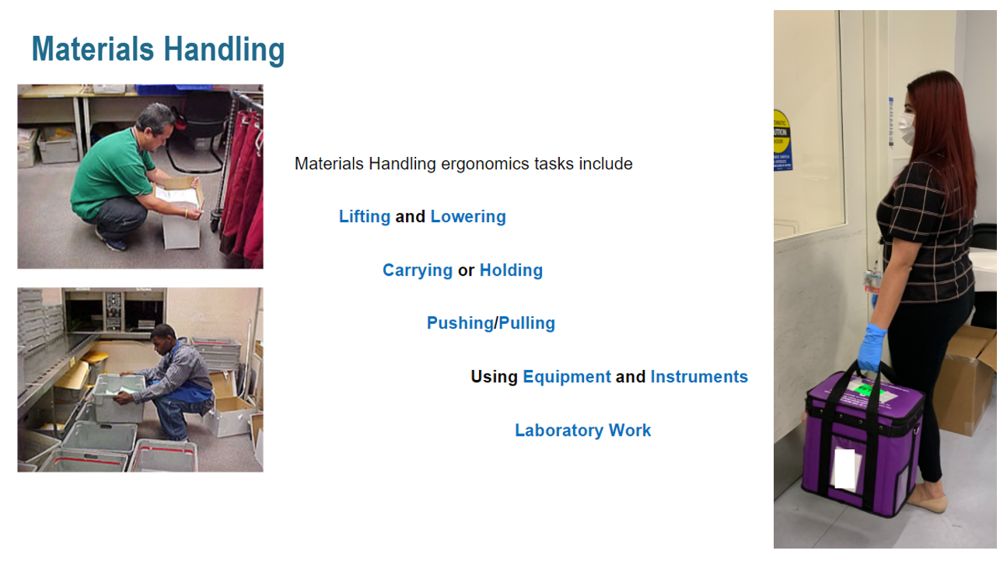 Materials Handling
Materials Handling ergonomics tasks include
Lifting and Lowering
Carrying or Holding
Pushing/Pulling
Using Equipment and Instruments
Laboratory Work